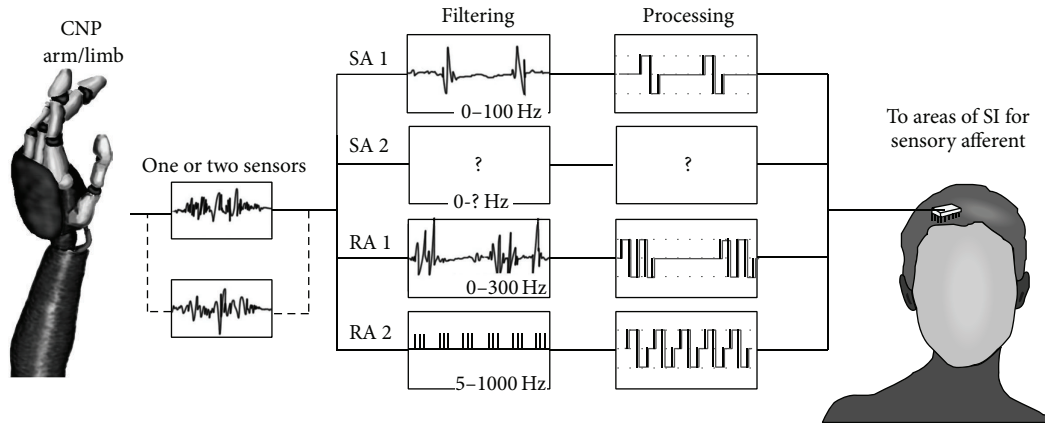 CNP
arm/limb
One or two sensors
Filtering
Processing
SA 1
0–100 Hz
SA 2
?
?
0-? Hz
RA 1
0–300 Hz
RA 2
5–1000 Hz
To areas of SI for
sensory afferent